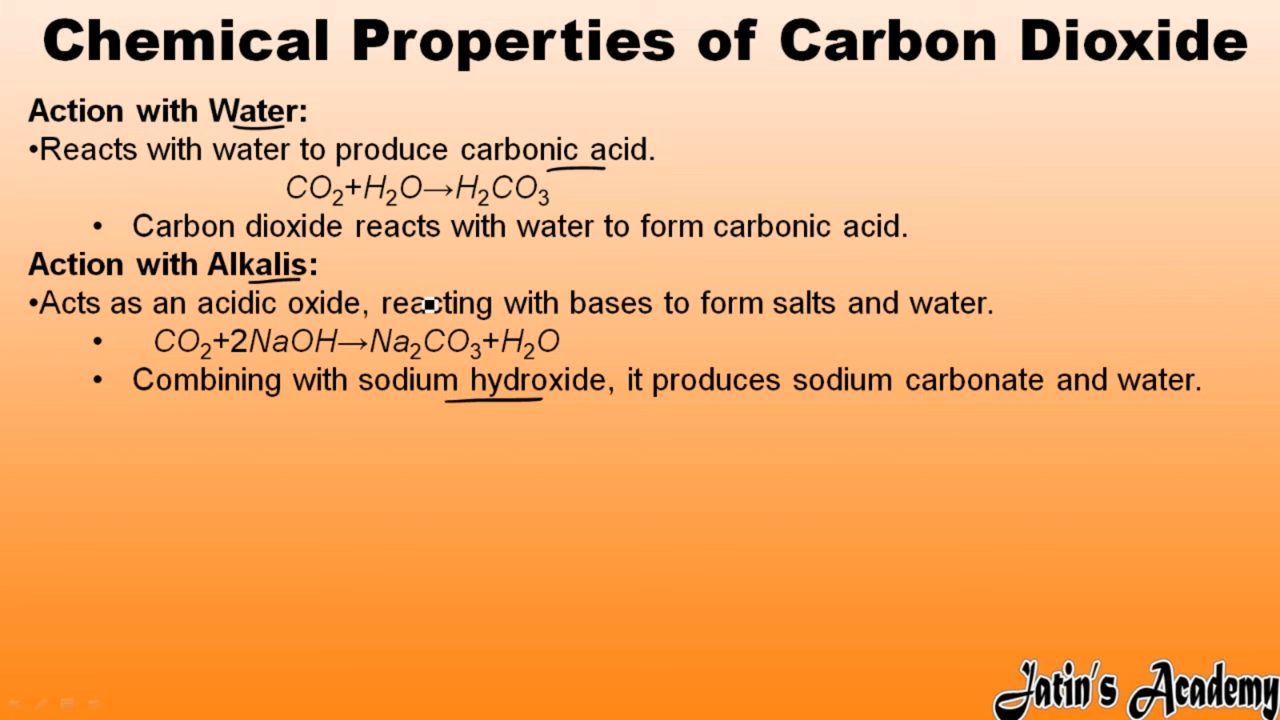 Chemical Properties of Carbon Dioxide
Action with Water:
•Reacts with water to produce carbonic acid.
CO₂+H₂O→H₂CO₃
• Carbon dioxide reacts with water to form carbonic acid.
Action with Alkalis:
•Acts as an acidic oxide, reacting with bases to form salts and water.
• CO₂+2NaOH→Na₂CO₃+H₂O
• Combining with sodium hydroxide, it produces sodium carbonate and water.
Jatin's Academy